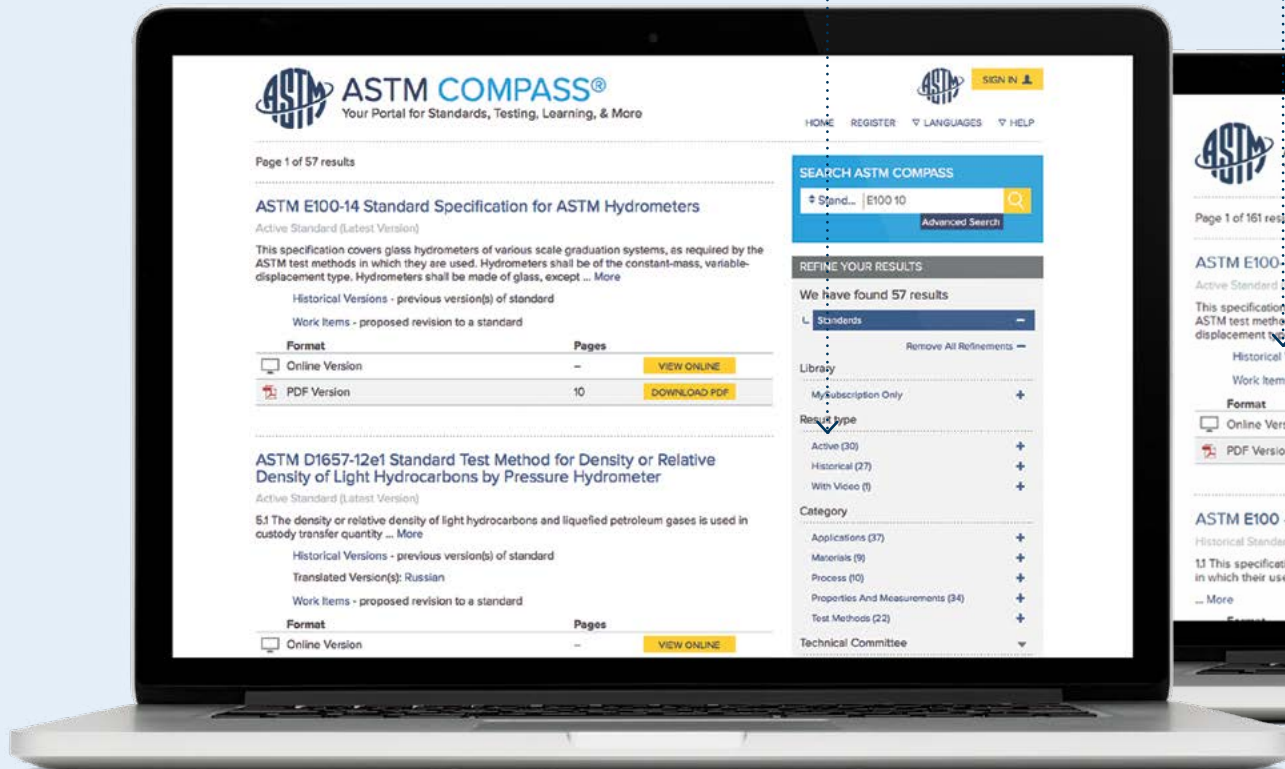 ASTM
ASTM COMPASS®
Your Portal for Standards, Testing, Learning, & More
ASTM
SIGN IN
HOME REGISTER ▽ LANGUAGES ▽ HELP
Page 1 of 57 results
ASTM E100-14 Standard Specification for ASTM Hydrometers
Active Standard (Latest Version)
This specification covers glass hydrometers of various scale graduation systems, as required by the
ASTM test methods in which they are used. Hydrometers shall be of the constant-mass, variable-
displacement type. Hydrometers shall be made of glass, except ... More
Historical Versions - previous version(s) of standard
Work Items - proposed revision to a standard
Format Pages
Online Version – VIEW ONLINE
PDF Version 10 DOWNLOAD PDF
ASTM D1657-12e1 Standard Test Method for Density or Relative
Density of Light Hydrocarbons by Pressure Hydrometer
Active Standard (Latest Version)
5.1 The density or relative density of light hydrocarbons and liquefied petroleum gases is used in
custody transfer quantity ... More
Historical Versions - previous version(s) of standard
Translated Version(s): Russian
Work Items - proposed revision to a standard
Format Pages
Online Version – VIEW ONLINE
SEARCH ASTM COMPASS
Stand... E100 10
Advanced Search
REFINE YOUR RESULTS
We have found 57 results
Standards –
Remove All Refinements –
Library
MySubscription Only +
Result type
Active (30) +
Historical (27) +
With Video (1) +
Category
Applications (37) +
Materials (9) +
Process (10) +
Properties And Measurements (34) +
Test Methods (22) +
Technical Committee
ASTM
Page 1 of 161 res
ASTM E100-
Active Standard
This specification
ASTM test metho
displacement typ
Historical
Work Item
Format
Online Vers
PDF Versio
ASTM E100
Historical Standar
1.1 This specificati
in which their use
... More